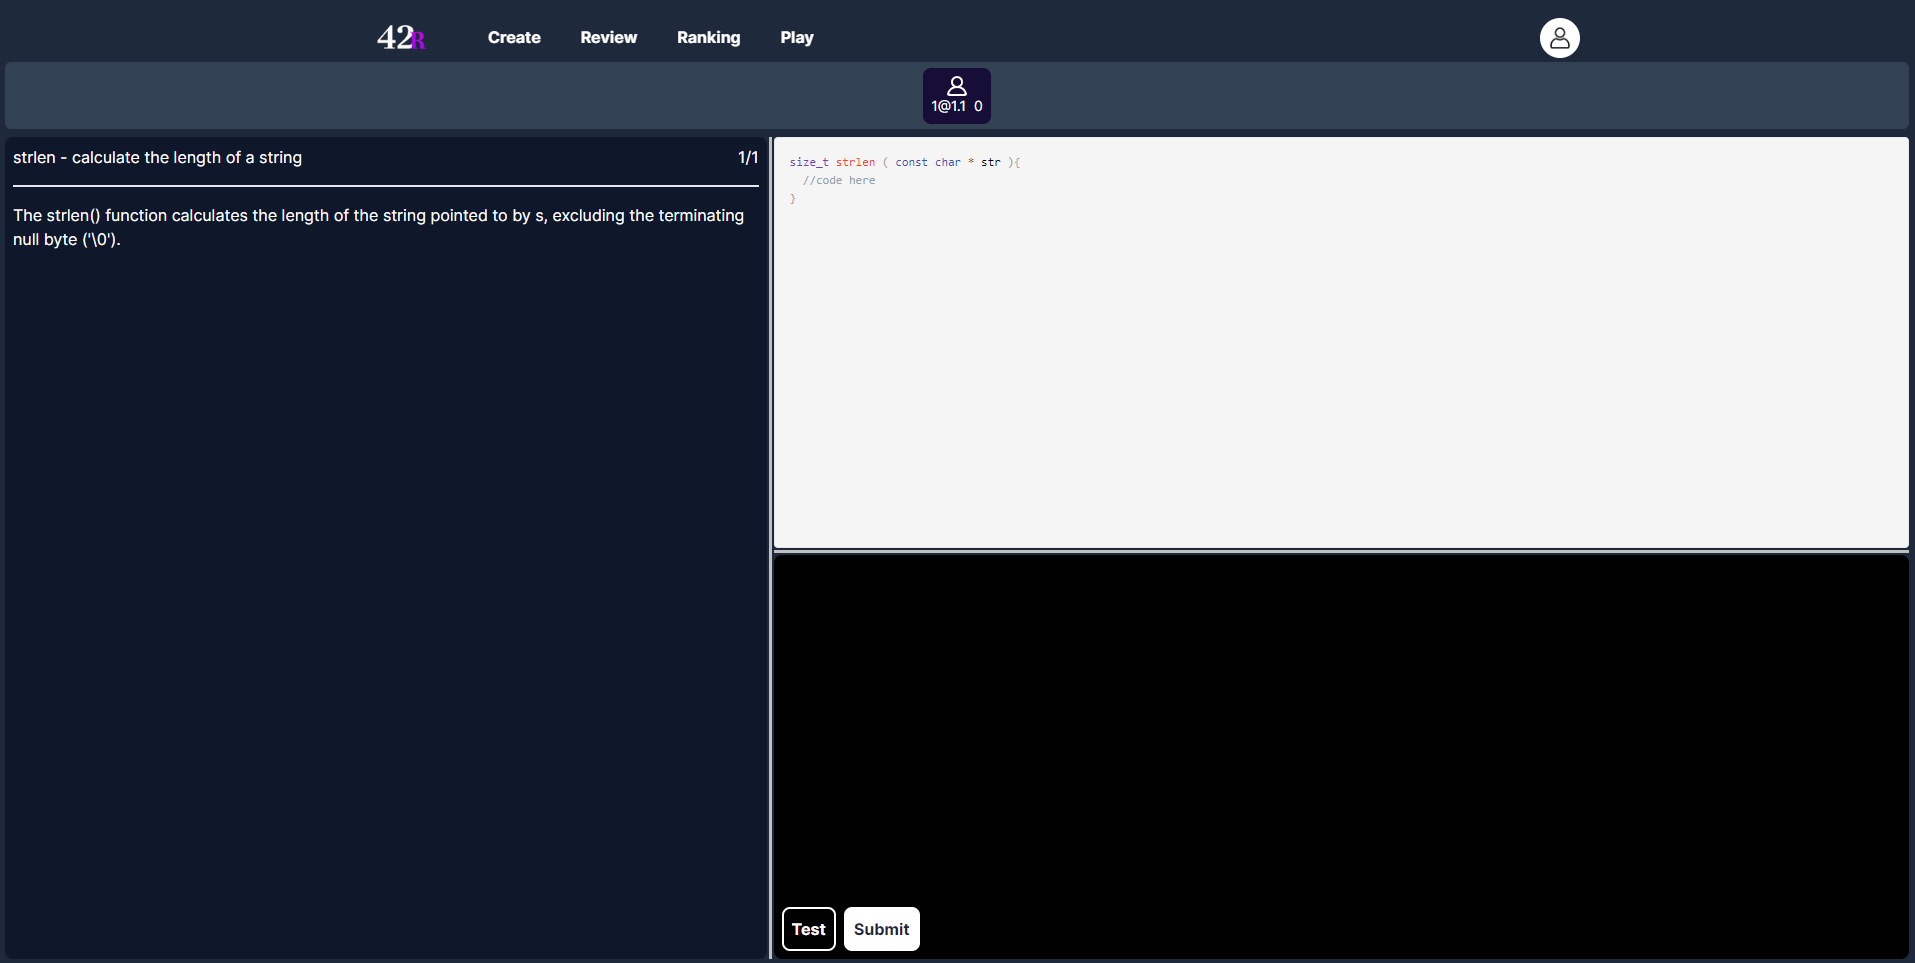 42R
Create Review Ranking Play
1@1.1 0
strlen - calculate the length of a string 1/1
The strlen() function calculates the length of the string pointed to by s, excluding the terminating
null byte ('\0').
size_t strlen ( const char * str ){
//code here
}
Test Submit